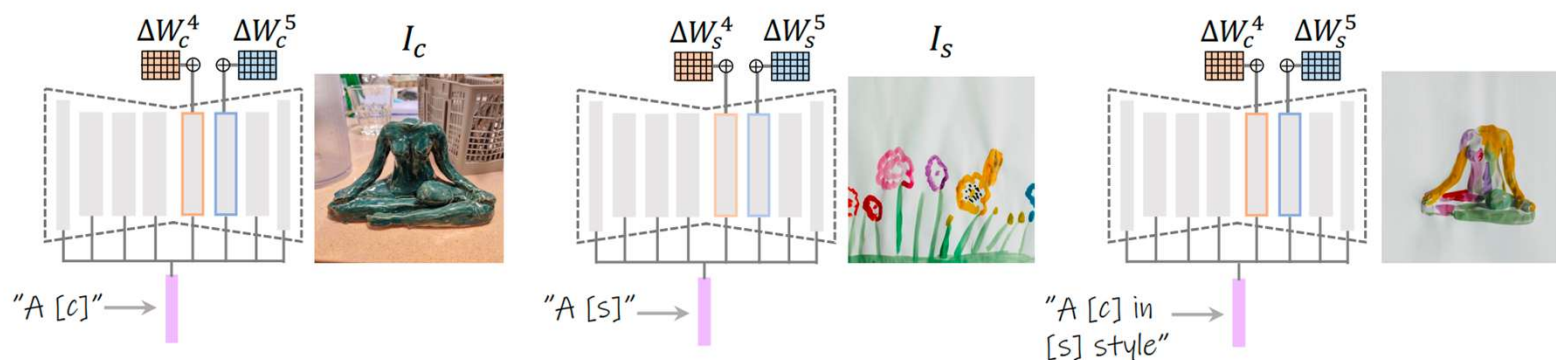 ΔW_c^4 ΔW_c^5
I_c
"A [c]"
ΔW_s^4 ΔW_s^5
I_s
"A [s]"
ΔW_c^4 ΔW_s^5
"A [c] in
[s] style"